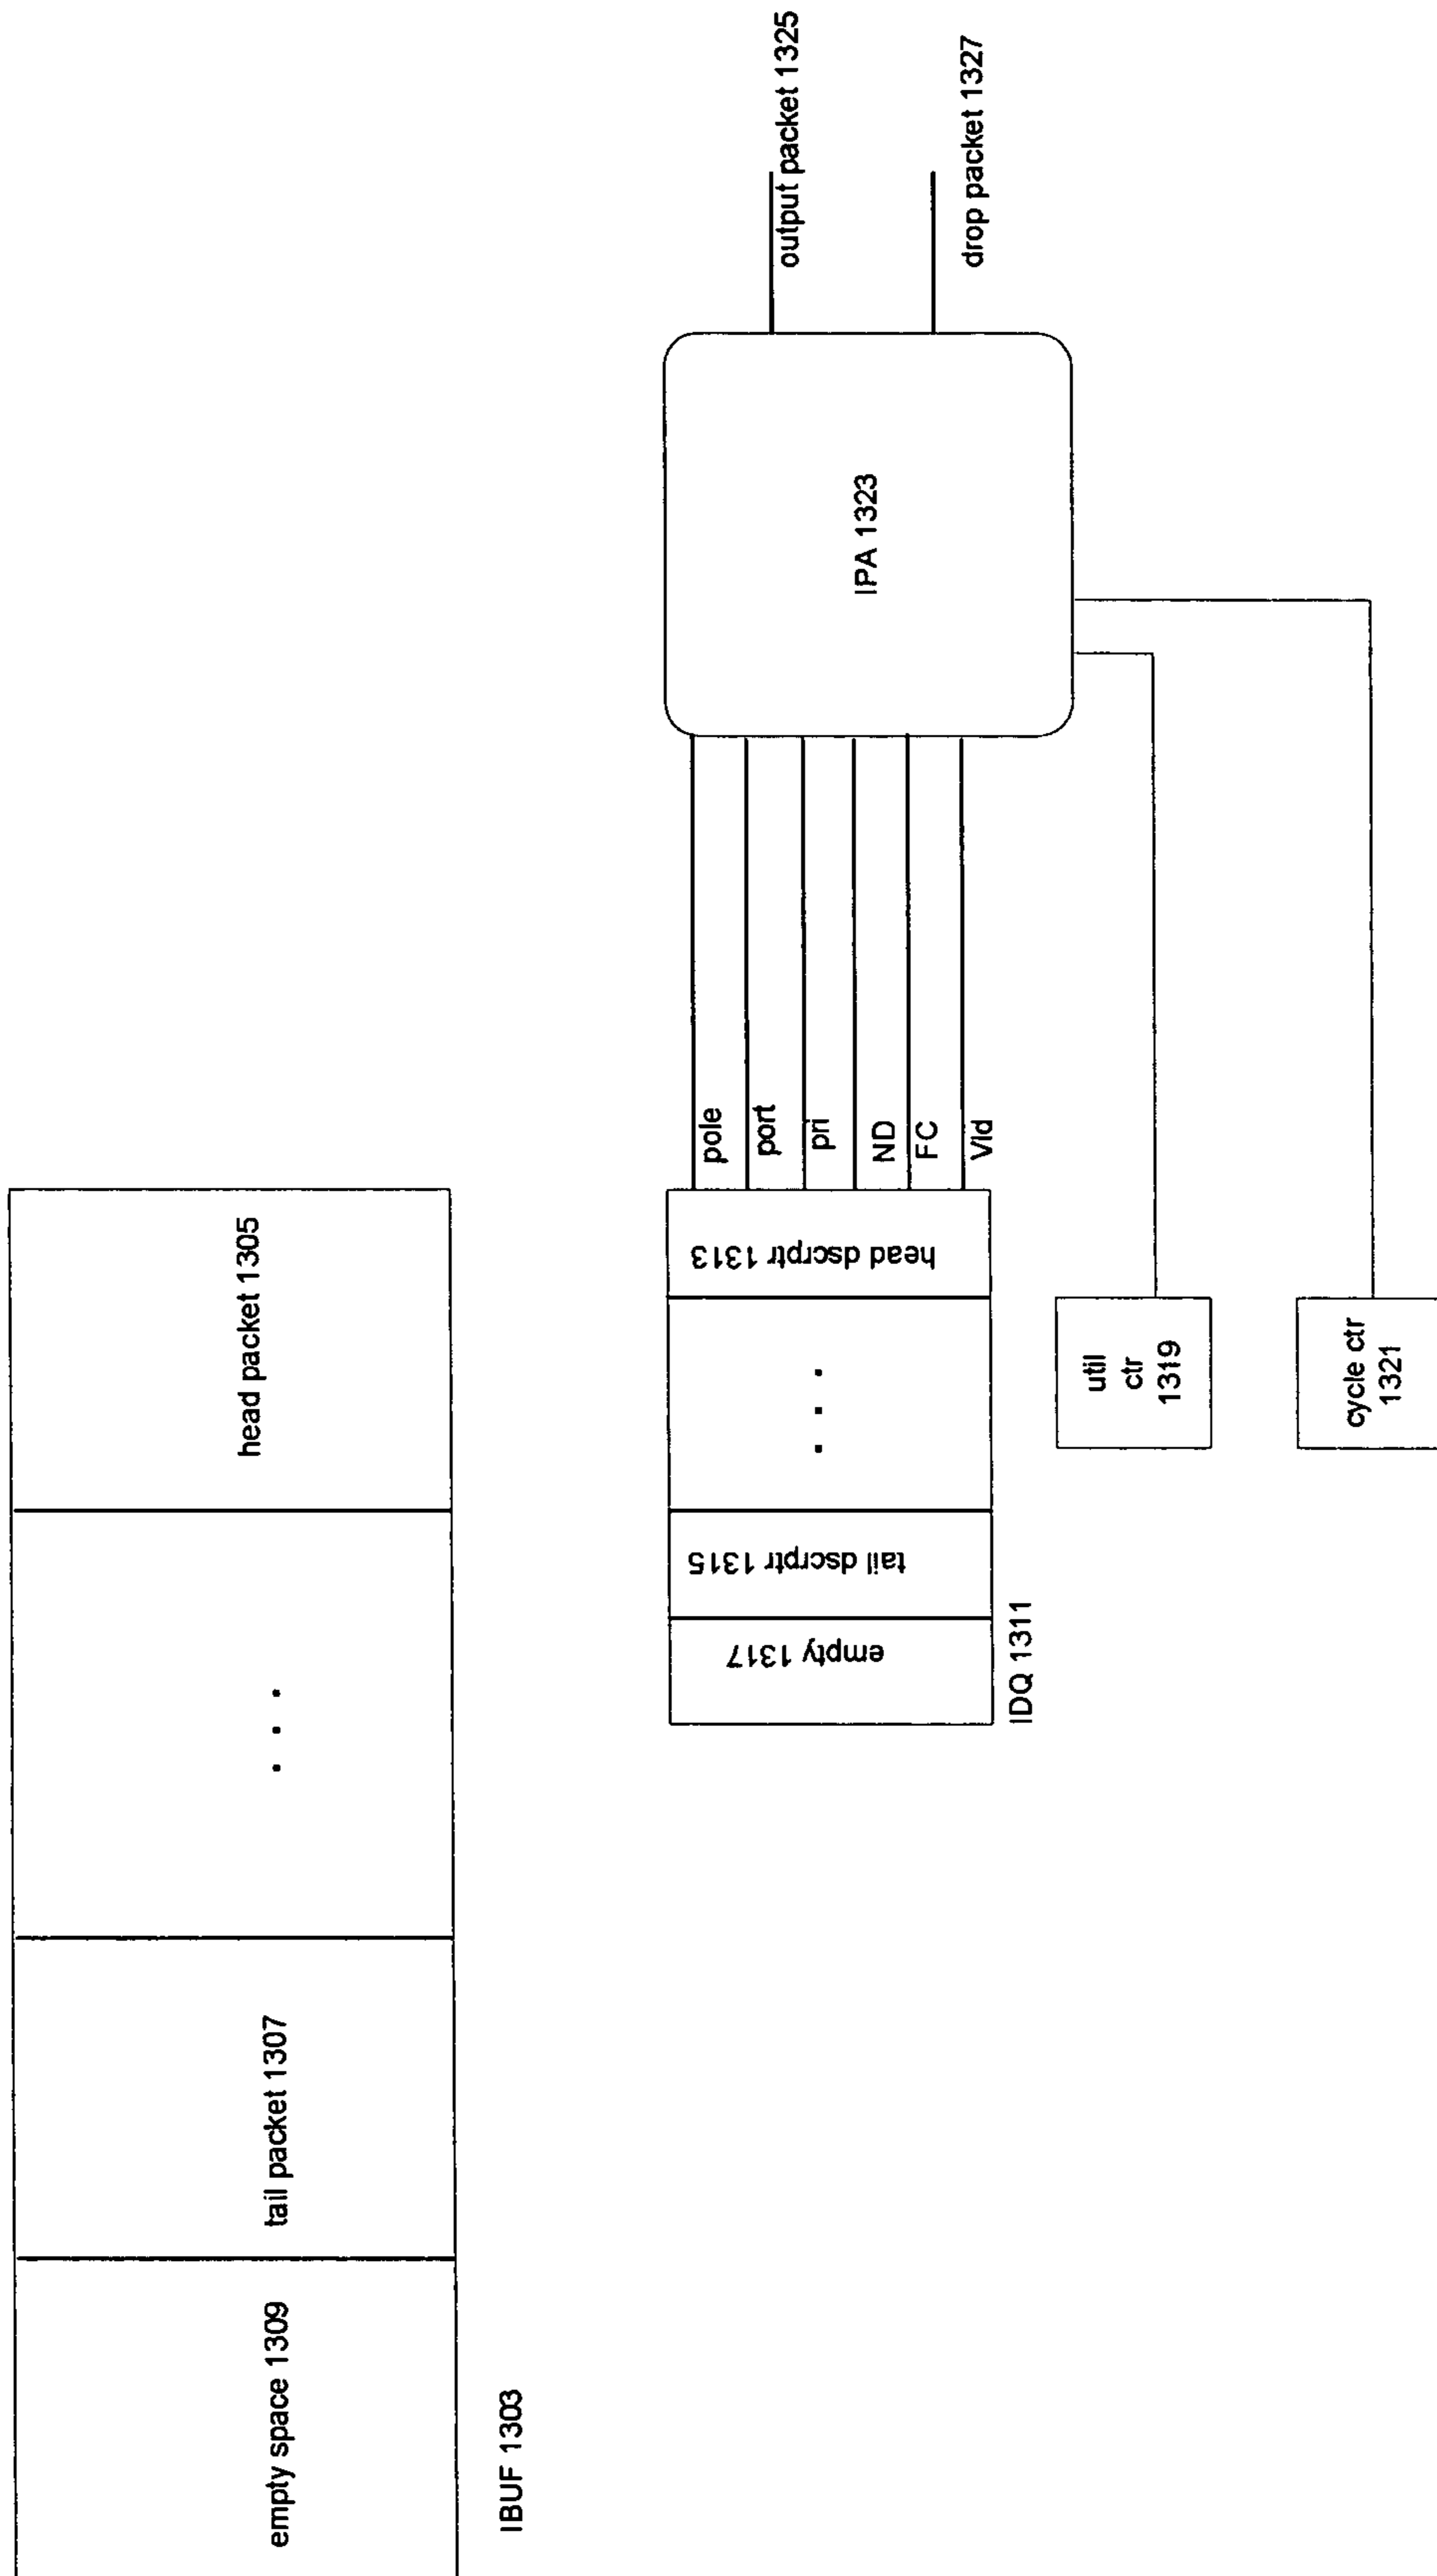 empty space 1309
tail packet 1307
. . .
head packet 1305
IBUF 1303
empty 1317
tail dscrptr 1315
. . .
head dscrptr 1313
IDQ 1311
pole
port
pri
ND
FC
Vld
util
ctr
1319
cycle ctr
1321
IPA 1323
output packet 1325
drop packet 1327